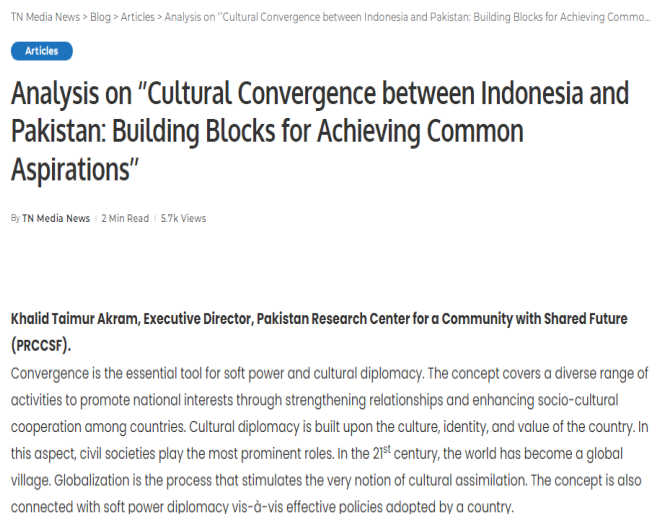 TN Media News > Blog > Articles > Analysis on “Cultural Convergence between Indonesia and Pakistan: Building Blocks for Achieving Commo...
Articles
Analysis on “Cultural Convergence between Indonesia and
Pakistan: Building Blocks for Achieving Common
Aspirations”
By TN Media News 2 Min Read 5.7k Views
Khalid Taimur Akram, Executive Director, Pakistan Research Center for a Community with Shared Future
(PRCCSF).
Convergence is the essential tool for soft power and cultural diplomacy. The concept covers a diverse range of
activities to promote national interests through strengthening relationships and enhancing socio-cultural
cooperation among countries. Cultural diplomacy is built upon the culture, identity, and value of the country. In
this aspect, civil societies play the most prominent roles. In the 21st century, the world has become a global
village. Globalization is the process that stimulates the very notion of cultural assimilation. The concept is also
connected with soft power diplomacy vis-à-vis effective policies adopted by a country.